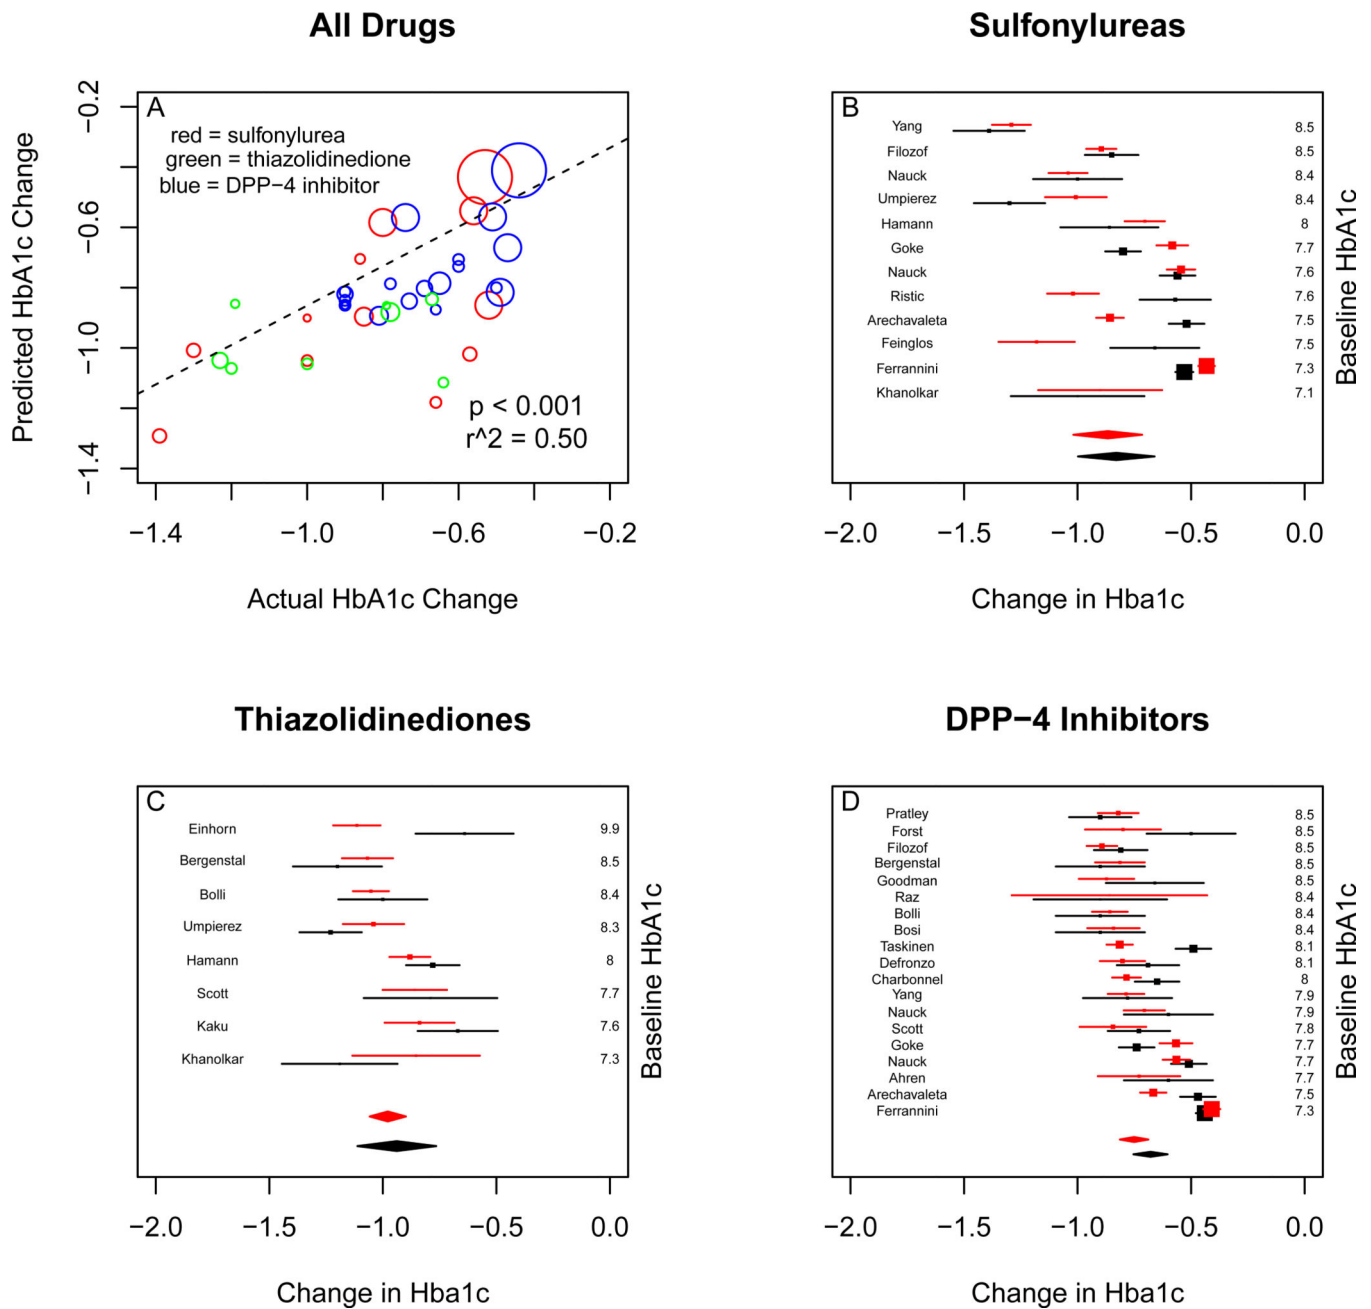 All Drugs
A
red = sulfonylurea
green = thiazolidinedione
blue = DPP−4 inhibitor
p < 0.001
r^2 = 0.50
−0.2
−0.6
−1.0
−1.4
Predicted HbA1c Change
−1.4 −1.0 −0.6 −0.2
Actual HbA1c Change
Sulfonylureas
B
Yang 8.5
Filozof 8.5
Nauck 8.4
Umpierez 8.4
Hamann 8
Goke 7.7
Nauck 7.6
Ristic 7.6
Arechavaleta 7.5
Feinglos 7.5
Ferrannini 7.3
Khanolkar 7.1
Baseline HbA1c
−2.0 −1.5 −1.0 −0.5 0.0
Change in Hba1c
Thiazolidinediones
C
Einhorn 9.9
Bergenstal 8.5
Bolli 8.4
Umpierez 8.3
Hamann 8
Scott 7.7
Kaku 7.6
Khanolkar 7.3
Baseline HbA1c
−2.0 −1.5 −1.0 −0.5 0.0
Change in Hba1c
DPP−4 Inhibitors
D
Pratley 8.5
Forst 8.5
Filozof 8.5
Bergenstal 8.5
Goodman 8.5
Raz 8.4
Bolli 8.4
Bosi 8.4
Taskinen 8.1
Defronzo 8.1
Charbonnel 8
Yang 7.9
Nauck 7.9
Scott 7.8
Goke 7.7
Nauck 7.7
Ahren 7.7
Arechavaleta 7.5
Ferrannini 7.3
Baseline HbA1c
−2.0 −1.5 −1.0 −0.5 0.0
Change in Hba1c